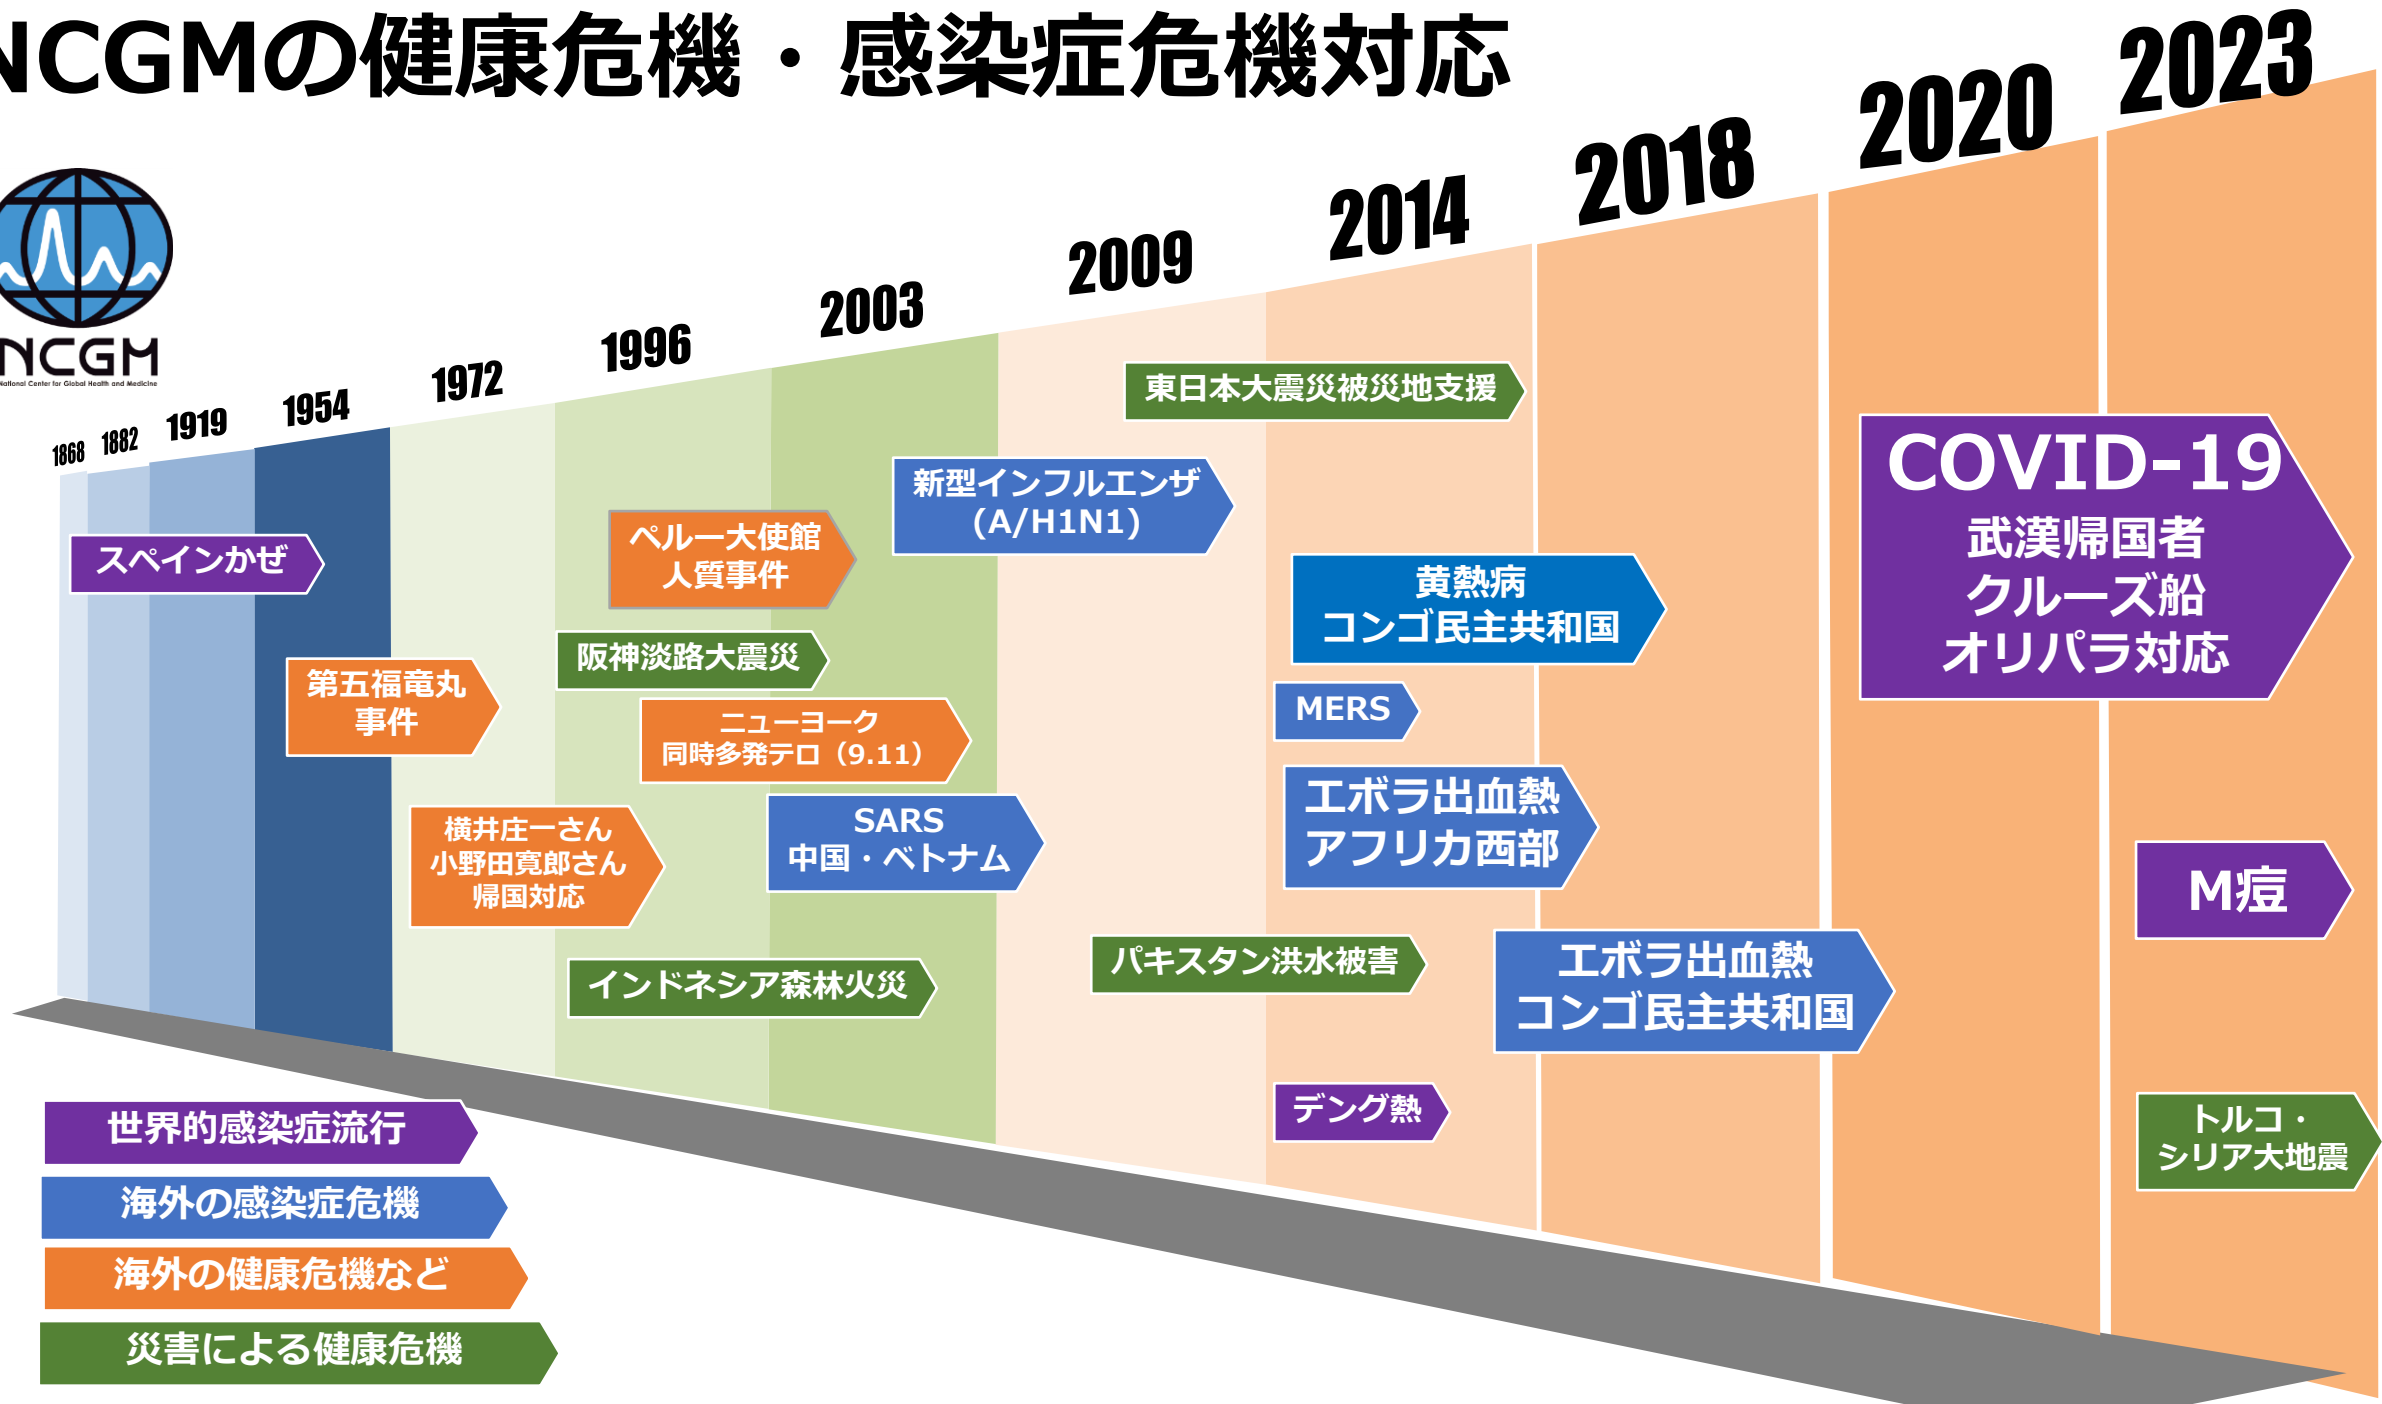 NCGMの健康危機・感染症危機対応
NCGM
National Center for Global Health and Medicine
1868
1882
1919
1954
1972
1996
2003
2009
2014
2018
2020
2023
スペインかぜ
第五福竜丸
事件
横井庄一さん
小野田寛郎さん
帰国対応
ペルー大使館
人質事件
阪神淡路大震災
ニューヨーク
同時多発テロ（9.11）
SARS
中国・ベトナム
インドネシア森林火災
新型インフルエンザ
(A/H1N1)
東日本大震災被災地支援
黄熱病
コンゴ民主共和国
MERS
エボラ出血熱
アフリカ西部
パキスタン洪水被害
エボラ出血熱
コンゴ民主共和国
デング熱
COVID-19
武漢帰国者
クルーズ船
オリパラ対応
M痘
トルコ・
シリア大地震
世界的感染症流行
海外の感染症危機
海外の健康危機など
災害による健康危機